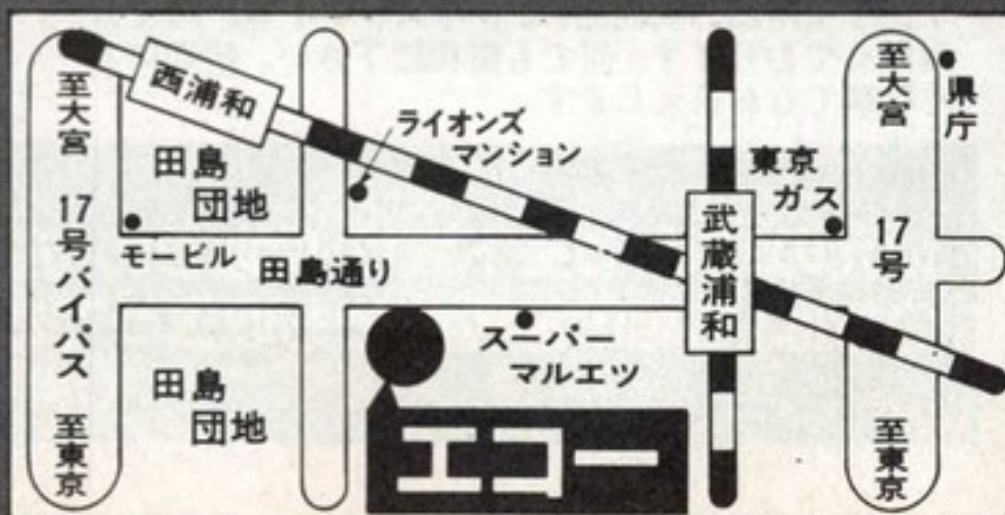 至大宮
17号バイパス
至東京
西浦和
田島
団地
モービル
ライオンズ
マンション
田島通り
田島
団地
スーパー
マルエツ
エコー
武蔵浦和
東京
ガス
至大宮
17号
至東京
県庁